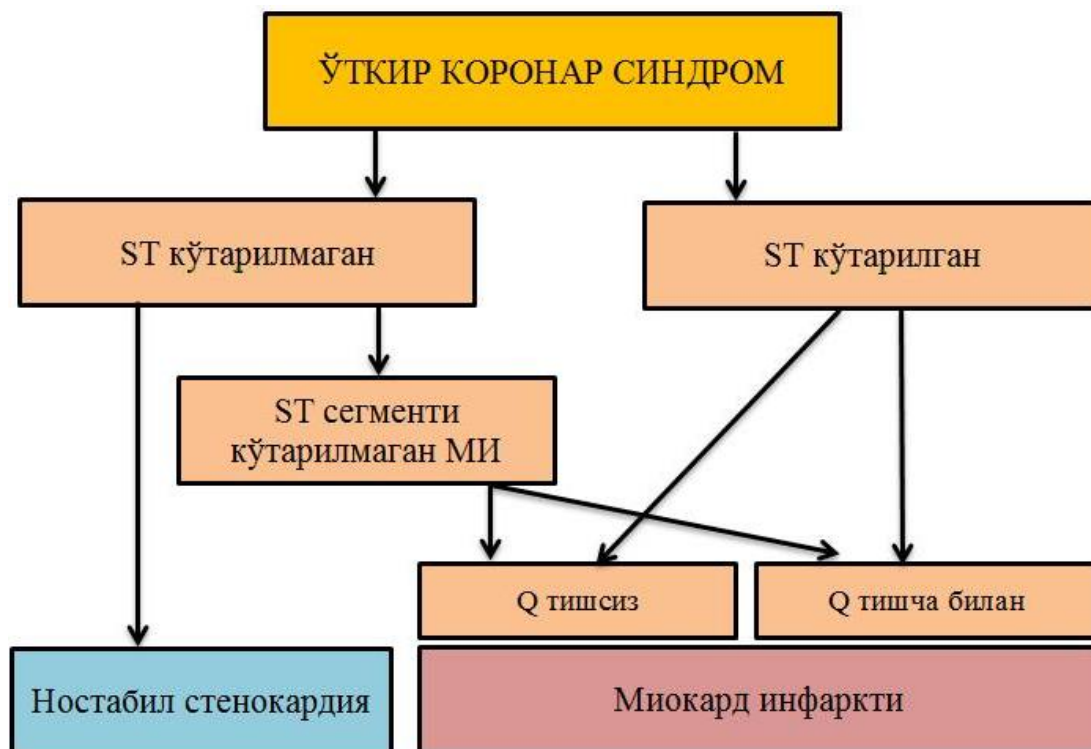 ЎТКИР КОРОНАР СИНДРОМ
ST кўтарилмаган
ST кўтарилган
ST сегменти
кўтарилмаган МИ
Q тишсиз
Q тишча билан
Ностабил стенокардия
Миокард инфаркти